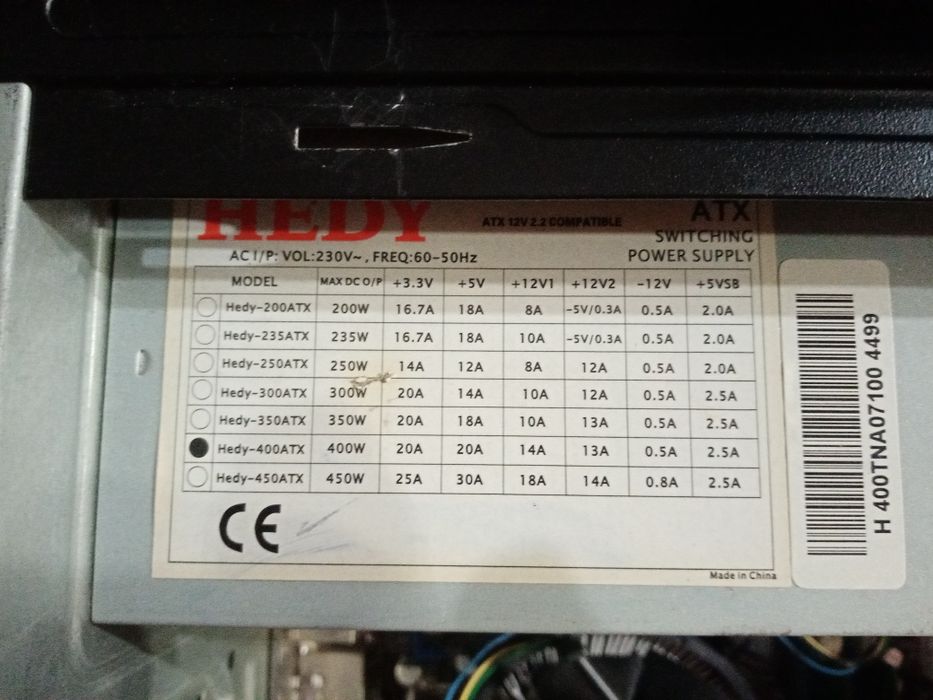 HEDY
ATX 12V 2.2 COMPATIBLE
ATX
SWITCHING
POWER SUPPLY
AC I/P: VOL:230V~, FREQ:60-50Hz
MODEL MAX DC O/P +3.3V +5V +12V1 +12V2 -12V +5VSB
Hedy-200ATX 200W 16.7A 18A 8A -5V/0.3A 0.5A 2.0A
Hedy-235ATX 235W 16.7A 18A 10A -5V/0.3A 0.5A 2.0A
Hedy-250ATX 250W 14A 12A 8A 12A 0.5A 2.0A
Hedy-300ATX 300W 20A 14A 10A 12A 0.5A 2.5A
Hedy-350ATX 350W 20A 18A 10A 13A 0.5A 2.5A
Hedy-400ATX 400W 20A 20A 14A 13A 0.5A 2.5A
Hedy-450ATX 450W 25A 30A 18A 14A 0.8A 2.5A
CE
Made in China
H 400TNA07100 4499